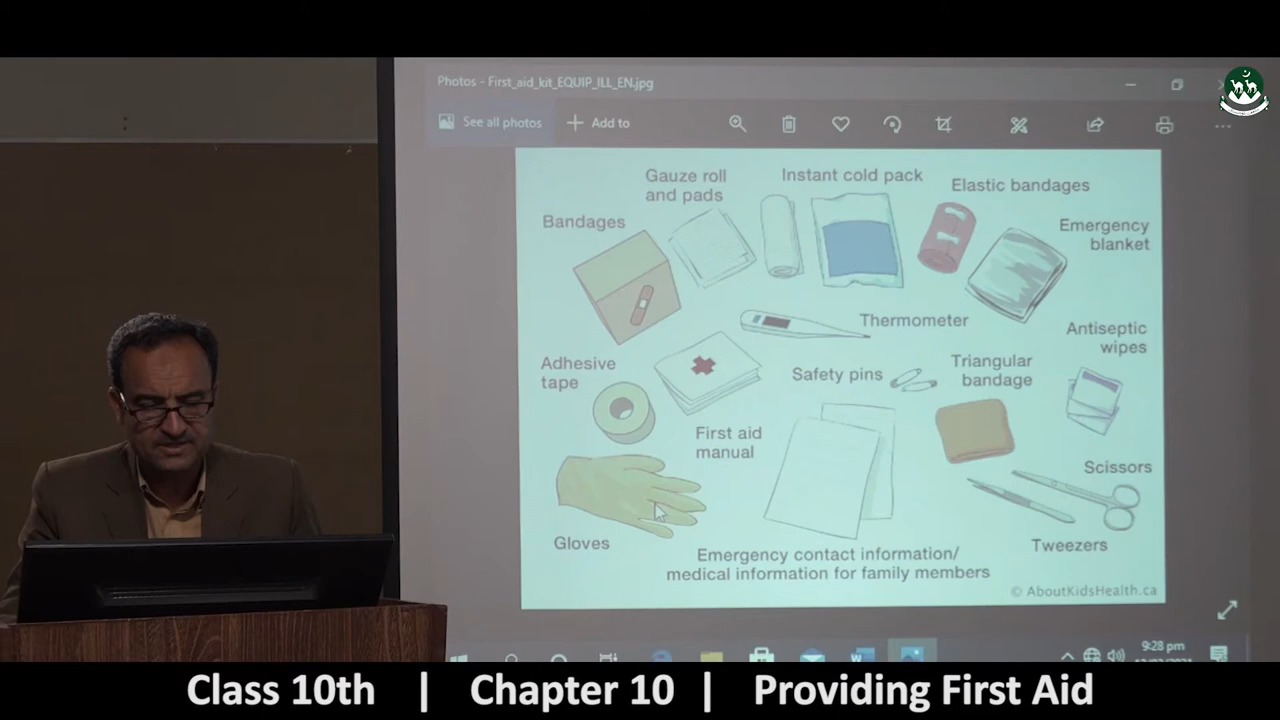 Photos - First_aid_kit_EQUIP_ILL_EN.jpg
See all photos
Add to
Gauze roll
and pads
Instant cold pack
Elastic bandages
Bandages
Emergency
blanket
Thermometer
Antiseptic
wipes
Adhesive
tape
Safety pins
Triangular
bandage
First aid
manual
Scissors
Gloves
Tweezers
Emergency contact information/
medical information for family members
© AboutKidsHealth.ca
9:28 pm
Class 10th | Chapter 10 | Providing First Aid